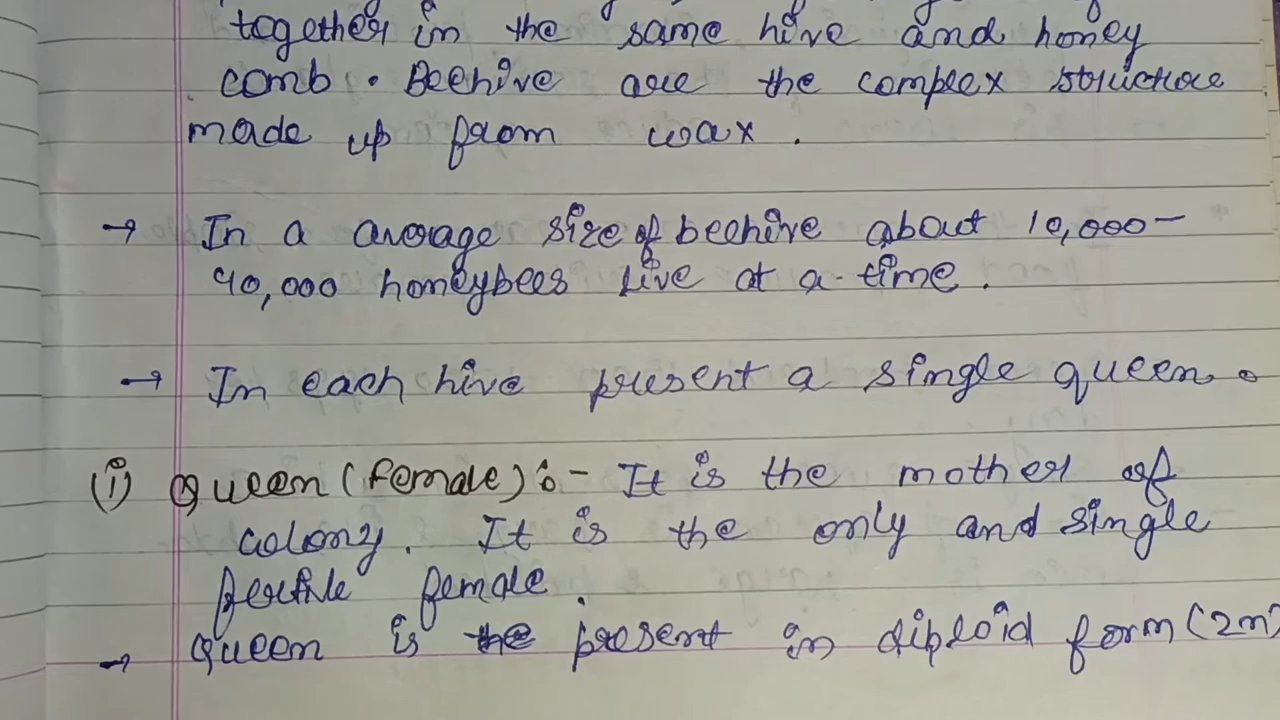 together in the same hive and honey
comb. Beehive are the complex structure
made up from wax.
→ In a average size of beehive about 10,000-
40,000 honeybees live at a time.
→ In each hive present a single queen.
(i) Queen (female):- It is the mother of
colony. It is the only and single
fertile female.
→ queen is the present in diploid form (2n)